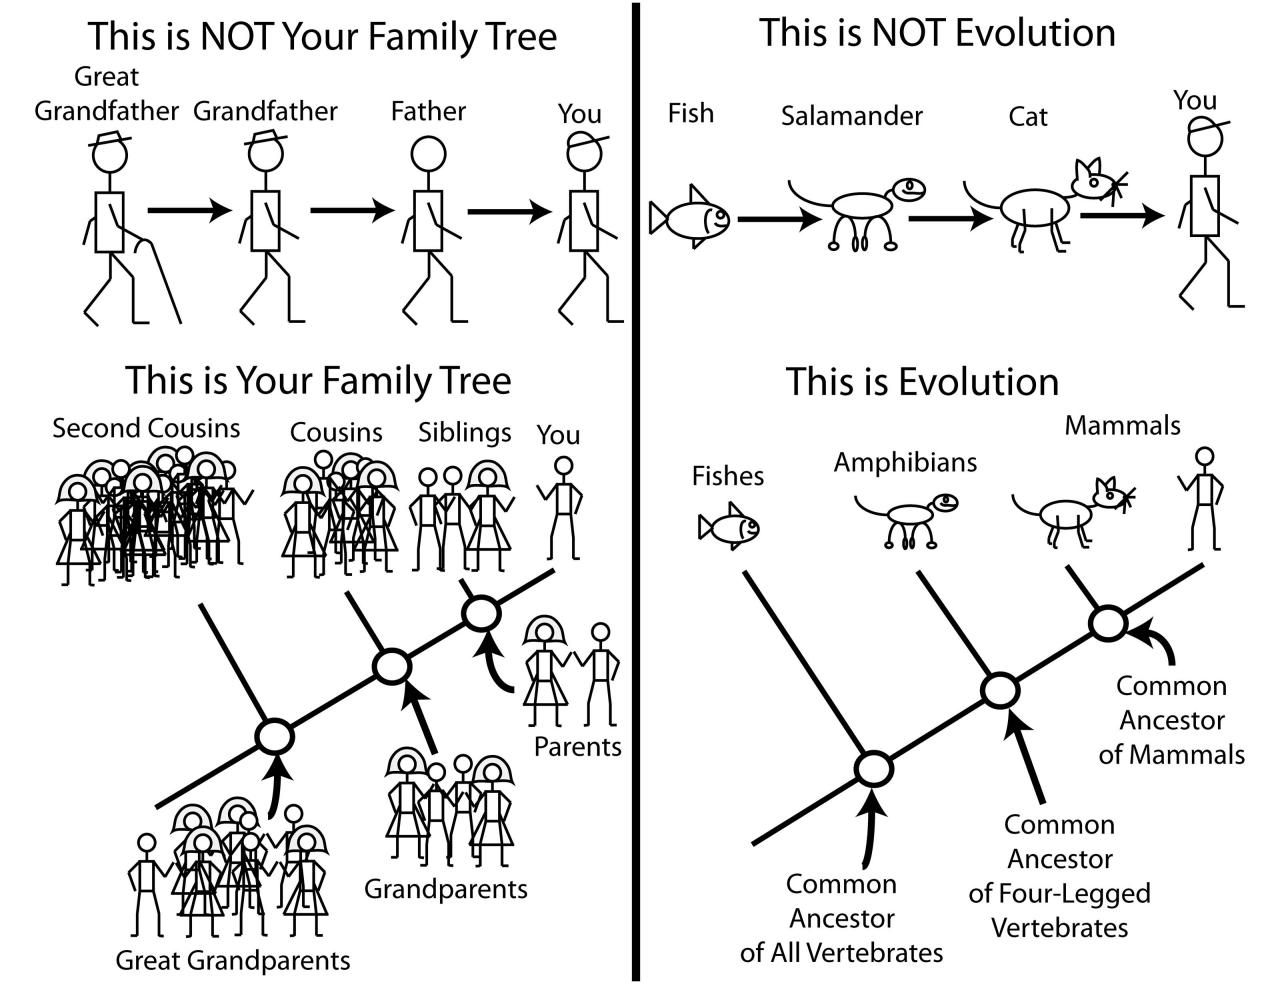 This is NOT Your Family Tree
Great
Grandfather
Grandfather
Father
You
This is Your Family Tree
Second Cousins
Cousins
Siblings
You
Parents
Grandparents
Great Grandparents
This is NOT Evolution
Fish
Salamander
Cat
You
This is Evolution
Fishes
Amphibians
Mammals
Common
Ancestor
of Mammals
Common
Ancestor
of Four-Legged
Vertebrates
Common
Ancestor
of All Vertebrates